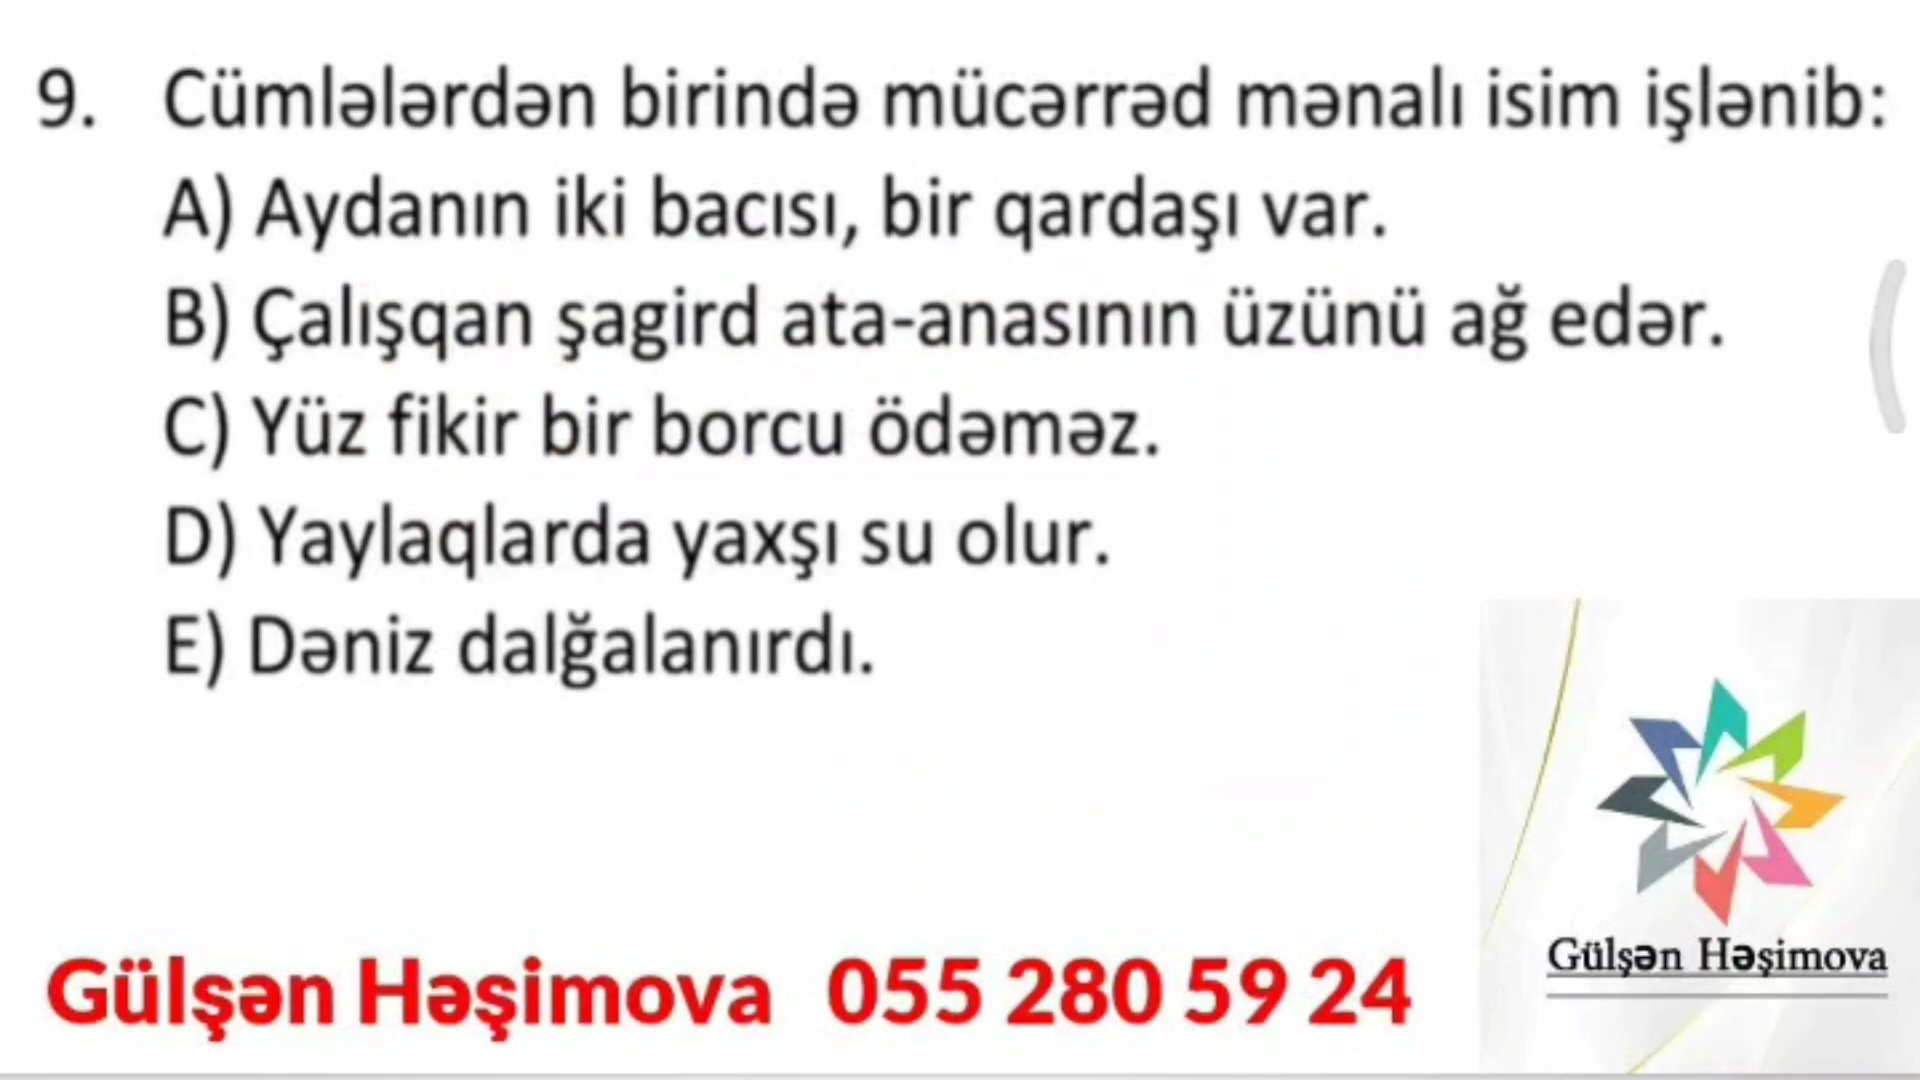 9. Cümlələrdən birində mücərrəd mənalı isim işlənib:
A) Aydanın iki bacısı, bir qardaşı var.
B) Çalışqan şagird ata-anasının üzünü ağ edər.
C) Yüz fikir bir borcu ödəməz.
D) Yaylaqlarda yaxşı su olur.
E) Dəniz dalğalanırdı.
Gülşən Həşimova
Gülşən Həşimova 055 280 59 24